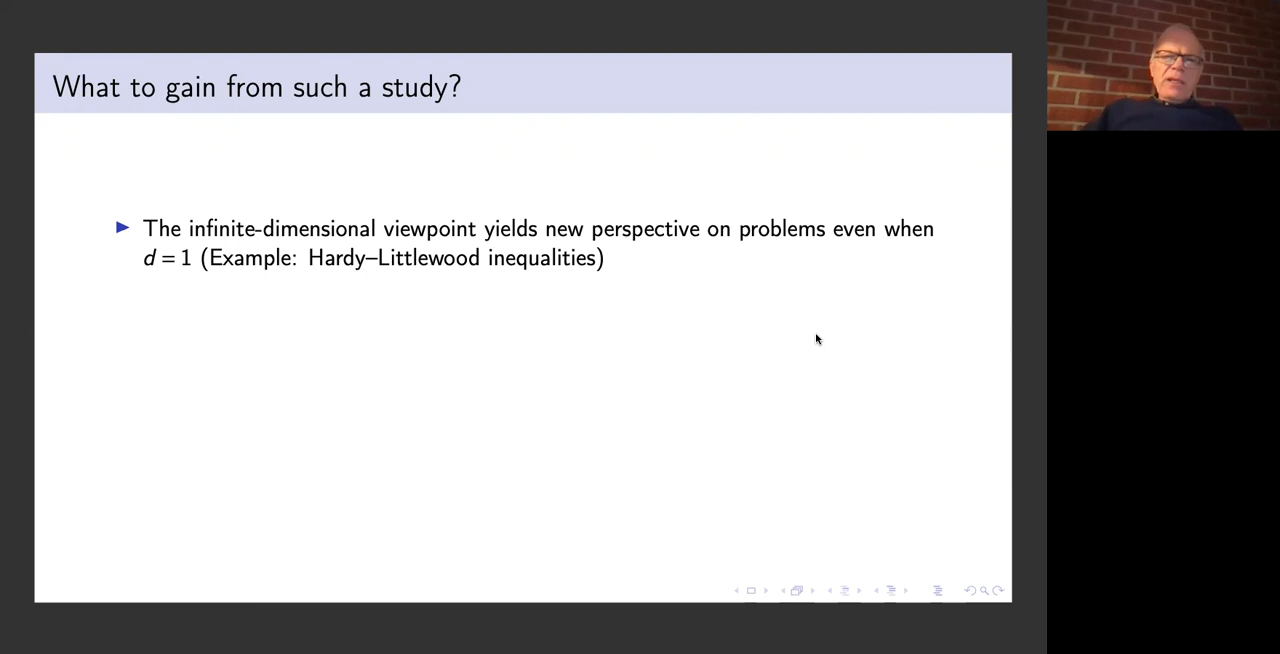 What to gain from such a study?
▶ The infinite-dimensional viewpoint yields new perspective on problems even when
d = 1 (Example: Hardy–Littlewood inequalities)